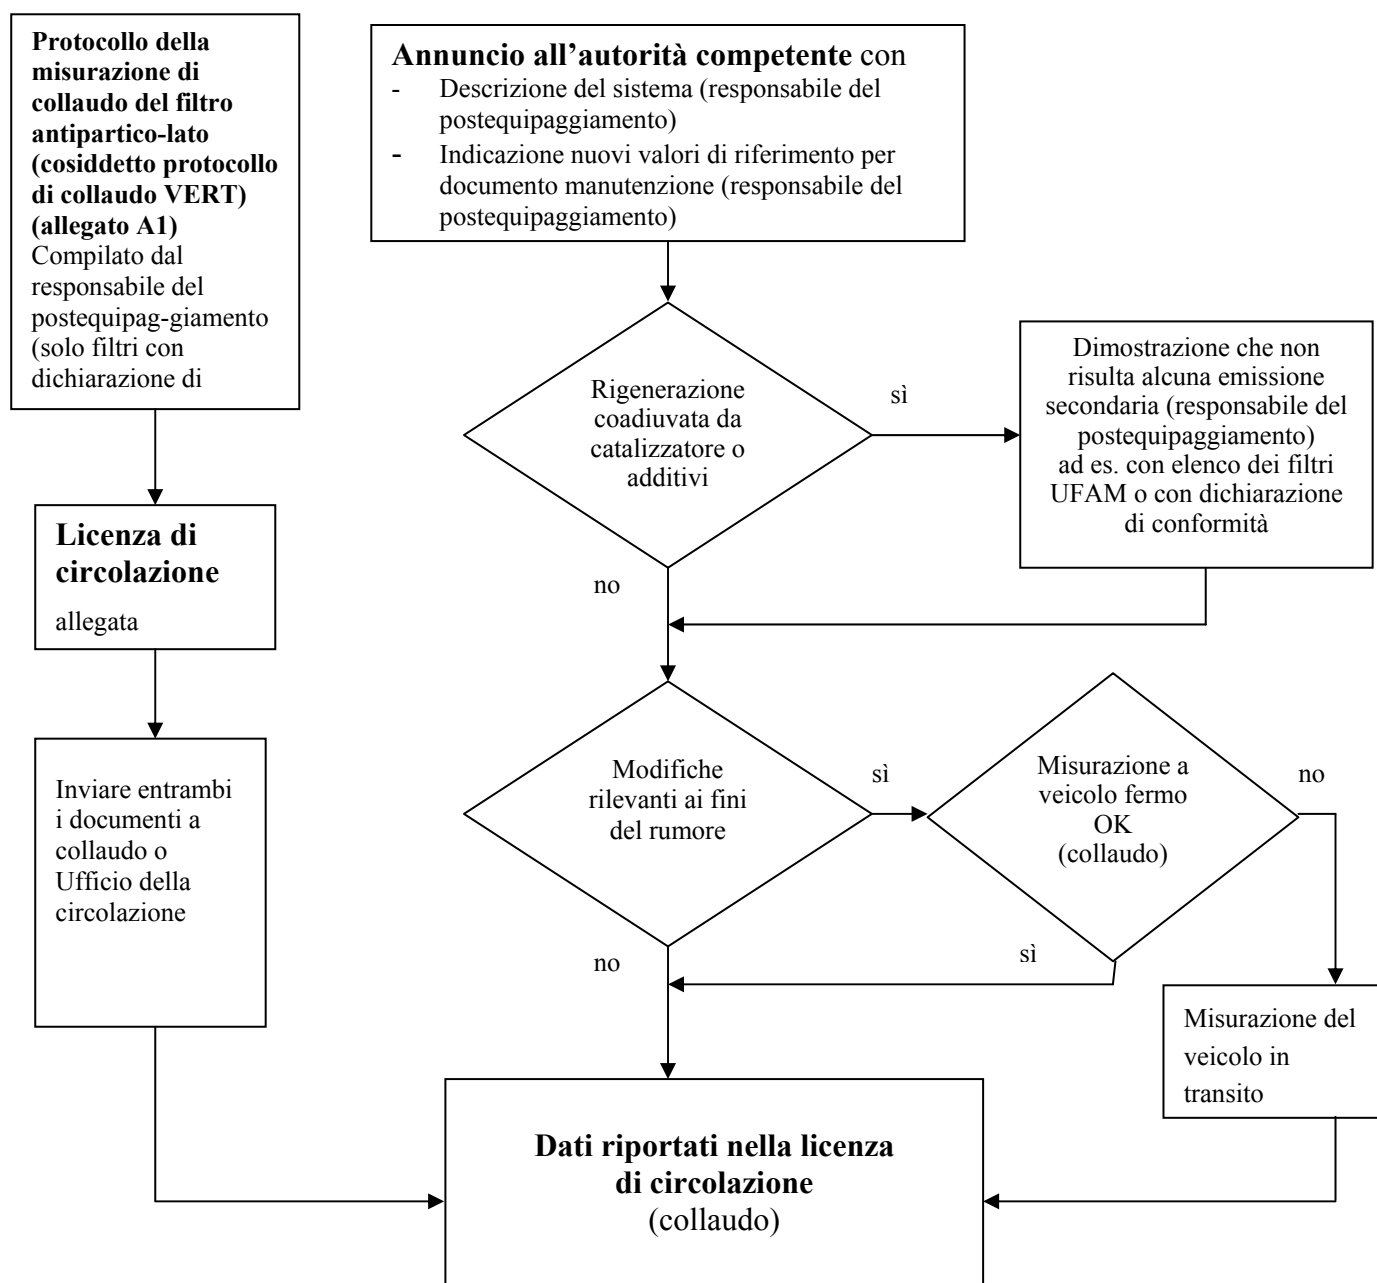 Protocollo della
misurazione di
collaudo del filtro
antipartico-lato
(cosiddetto protocollo
di collaudo VERT)
(allegato A1)
Compilato dal
responsabile del
postequipag-giamento
(solo filtri con
dichiarazione di
Licenza di
circolazione
allegata
Inviare entrambi
i documenti a
collaudo o
Ufficio della
circolazione
Annuncio all’autorità competente con
- Descrizione del sistema (responsabile del
postequipaggiamento)
- Indicazione nuovi valori di riferimento per
documento manutenzione (responsabile del
postequipaggiamento)
Rigenerazione
coadiuvata da
catalizzatore o
additivi
sì
Dimostrazione che non
risulta alcuna emissione
secondaria (responsabile del
postequipaggiamento)
ad es. con elenco dei filtri
UFAM o con dichiarazione
di conformità
no
Modifiche
rilevanti ai fini
del rumore
sì
Misurazione a
veicolo fermo
OK
(collaudo)
no
sì
no
Misurazione del
veicolo in
transito
Dati riportati nella licenza
di circolazione
(collaudo)